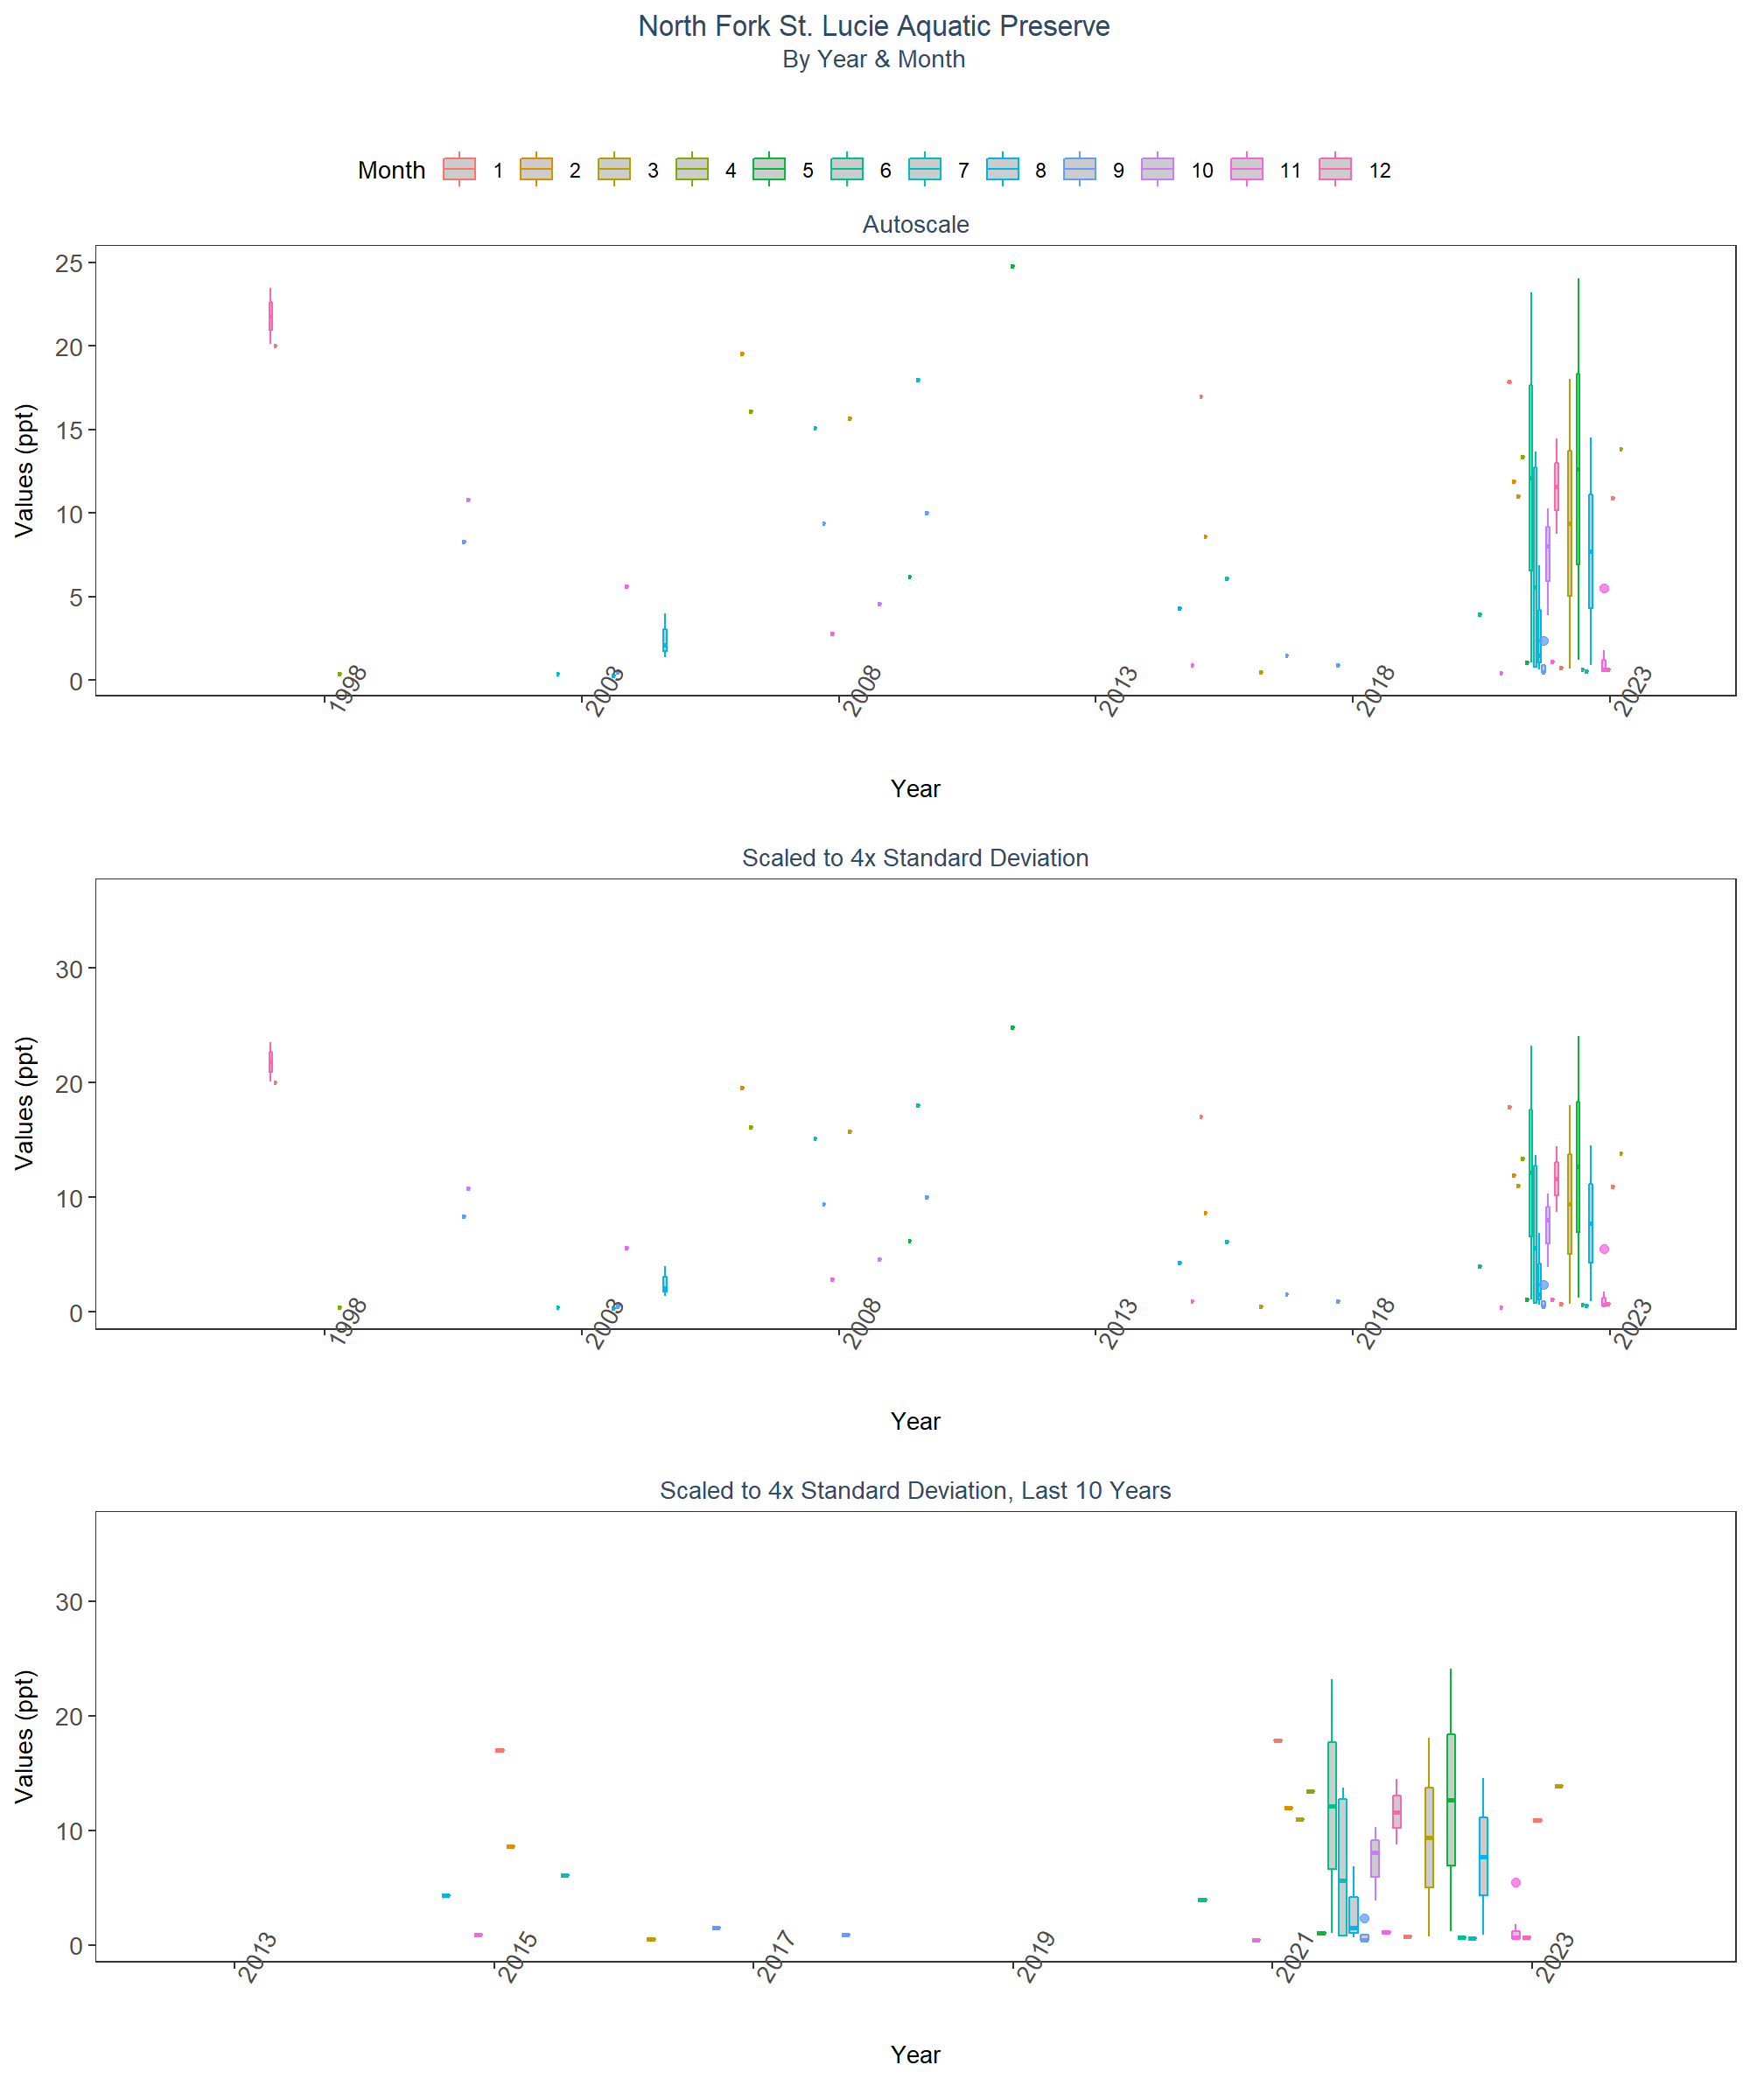 North Fork St. Lucie Aquatic Preserve
By Year & Month
Month 1 2 3 4 5 6 7 8 9 10 11 12
Autoscale
25
20
15
10
5
0
Values (ppt)
1998 2003 2008 2013 2018 2023
Year
Scaled to 4x Standard Deviation
30
20
10
0
Values (ppt)
1998 2003 2008 2013 2018 2023
Year
Scaled to 4x Standard Deviation, Last 10 Years
30
20
10
0
Values (ppt)
2013 2015 2017 2019 2021 2023
Year